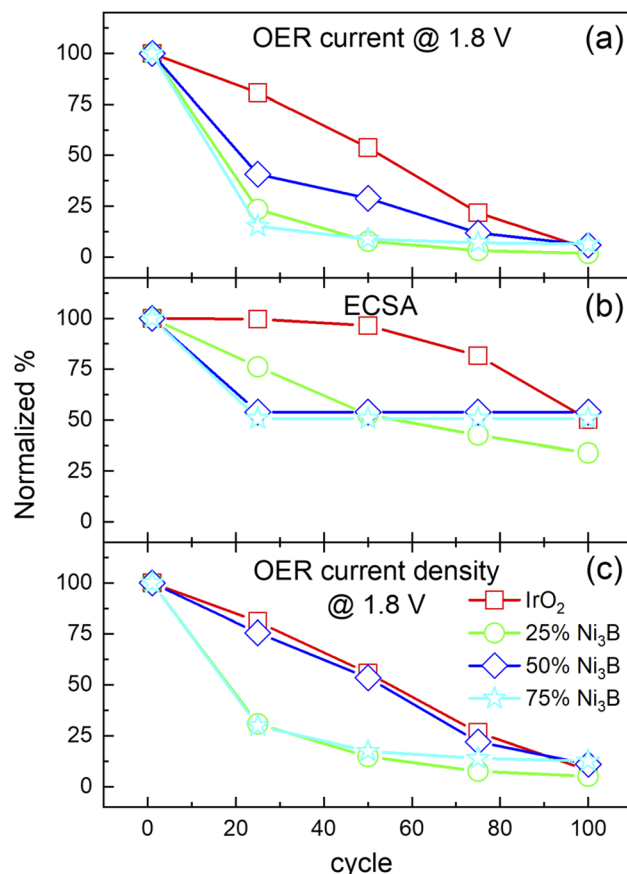 OER current @ 1.8 V (a)
100
75
50
25
0
ECSA (b)
100
75
50
25
0
Normalized %
OER current density (c)
@ 1.8 V
100
75
50
25
0
IrO₂
25% Ni₃B
50% Ni₃B
75% Ni₃B
0 20 40 60 80 100
cycle